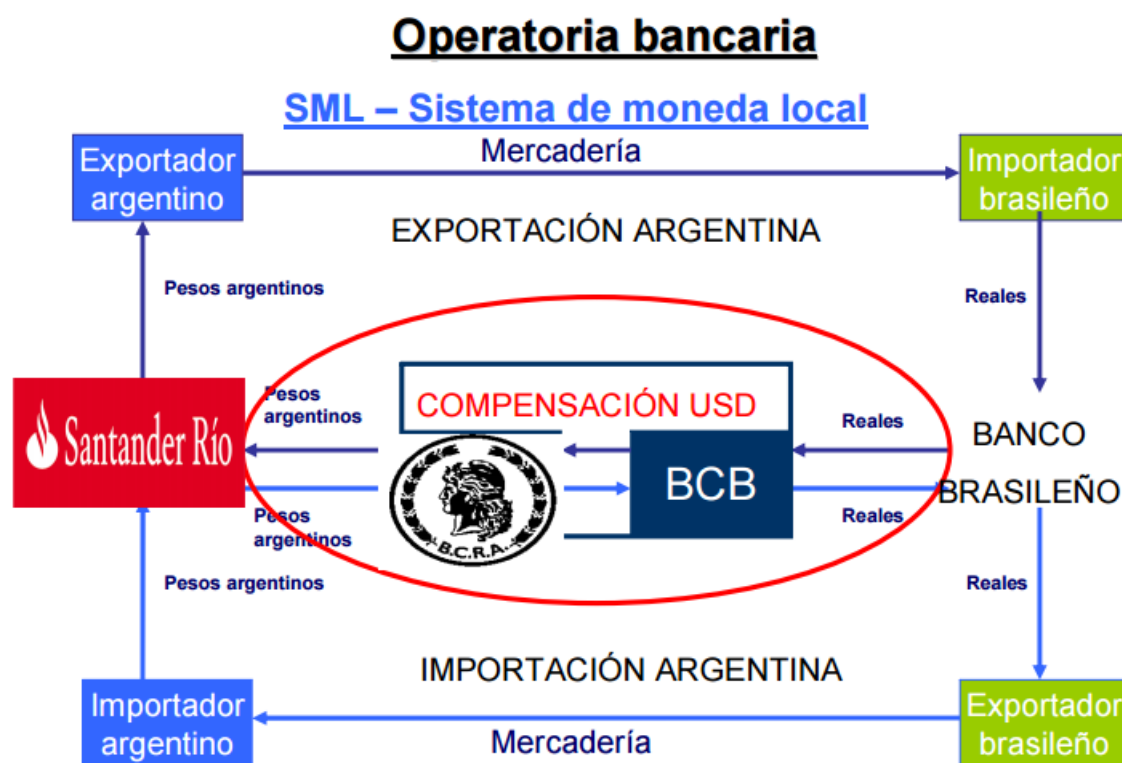 Operatoria bancaria
SML – Sistema de moneda local
Exportador
argentino
Mercadería
Importador
brasileño
EXPORTACIÓN ARGENTINA
Pesos argentinos
Reales
COMPENSACIÓN USD
Pesos
argentinos
Reales
Santander Río
B.C.R.A.
BCB
BANCO
BRASILEÑO
Pesos
argentinos
Reales
Pesos argentinos
Reales
IMPORTACIÓN ARGENTINA
Importador
argentino
Mercadería
Exportador
brasileño